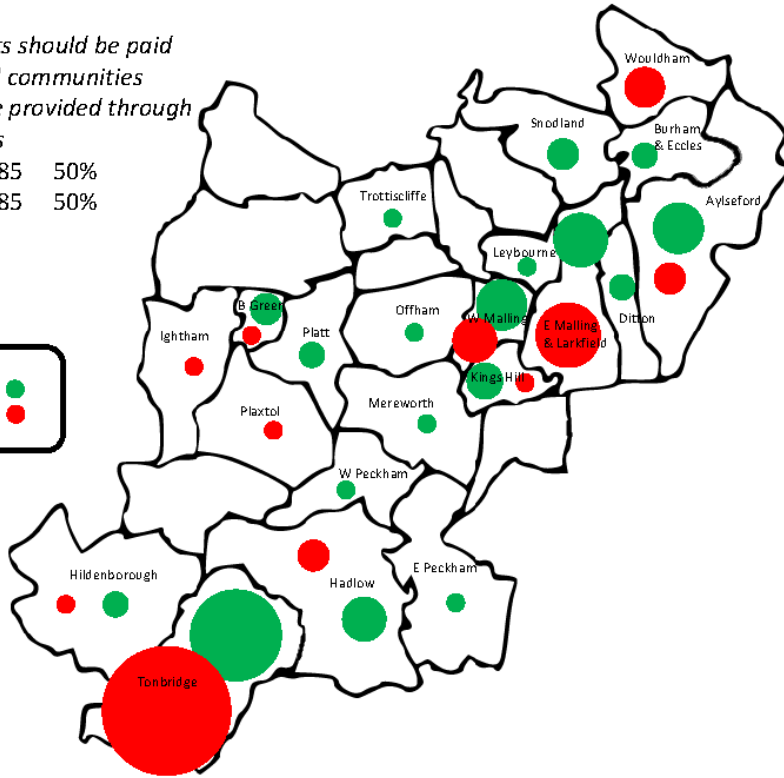 ts should be paid
communities
e provided through
s
85 50%
85 50%
Wouldham
Snodland
Burham
& Eccles
Trottiscliffe
Aylseford
Leybourne
B Green
Offham
W Malling
E Malling
& Larkfield
Ditton
Ightham
Platt
Kings Hill
Plaxtol
Mereworth
W Peckham
Hildenborough
Hadlow
E Peckham
Tonbridge